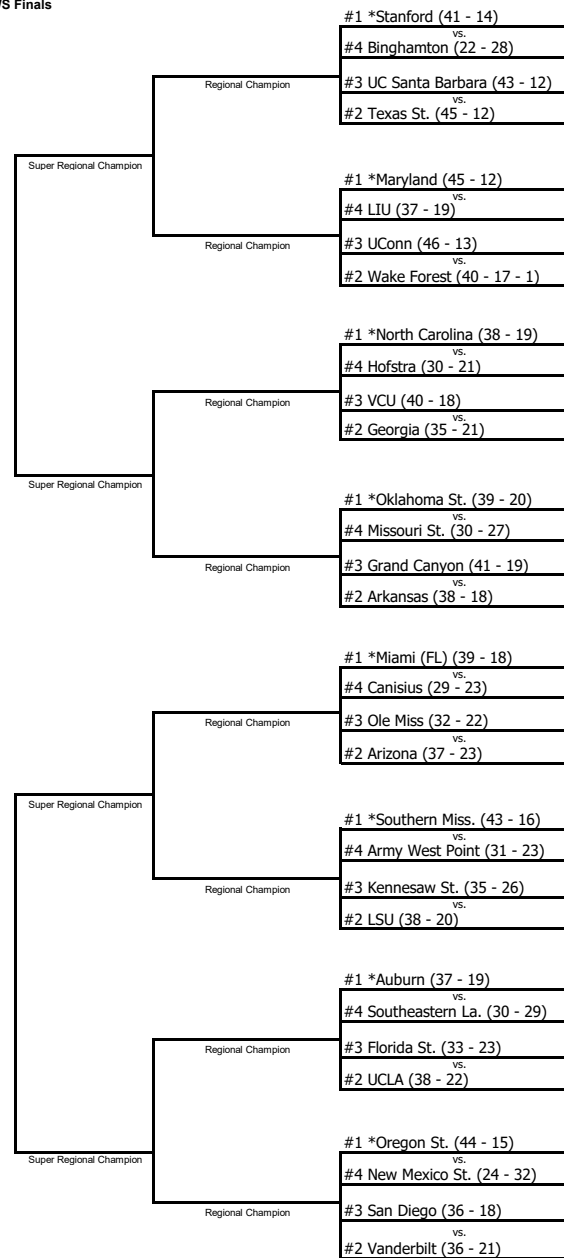 /S Finals
#1 *Stanford (41 - 14)
vs.
#4 Binghamton (22 - 28)
Regional Champion
#3 UC Santa Barbara (43 - 12)
vs.
#2 Texas St. (45 - 12)
Super Regional Champion
#1 *Maryland (45 - 12)
vs.
#4 LIU (37 - 19)
Regional Champion
#3 UConn (46 - 13)
vs.
#2 Wake Forest (40 - 17 - 1)
#1 *North Carolina (38 - 19)
vs.
#4 Hofstra (30 - 21)
Regional Champion
#3 VCU (40 - 18)
vs.
#2 Georgia (35 - 21)
Super Regional Champion
#1 *Oklahoma St. (39 - 20)
vs.
#4 Missouri St. (30 - 27)
Regional Champion
#3 Grand Canyon (41 - 19)
vs.
#2 Arkansas (38 - 18)
#1 *Miami (FL) (39 - 18)
vs.
#4 Canisius (29 - 23)
Regional Champion
#3 Ole Miss (32 - 22)
vs.
#2 Arizona (37 - 23)
Super Regional Champion
#1 *Southern Miss. (43 - 16)
vs.
#4 Army West Point (31 - 23)
Regional Champion
#3 Kennesaw St. (35 - 26)
vs.
#2 LSU (38 - 20)
#1 *Auburn (37 - 19)
vs.
#4 Southeastern La. (30 - 29)
Regional Champion
#3 Florida St. (33 - 23)
vs.
#2 UCLA (38 - 22)
Super Regional Champion
#1 *Oregon St. (44 - 15)
vs.
#4 New Mexico St. (24 - 32)
Regional Champion
#3 San Diego (36 - 18)
vs.
#2 Vanderbilt (36 - 21)